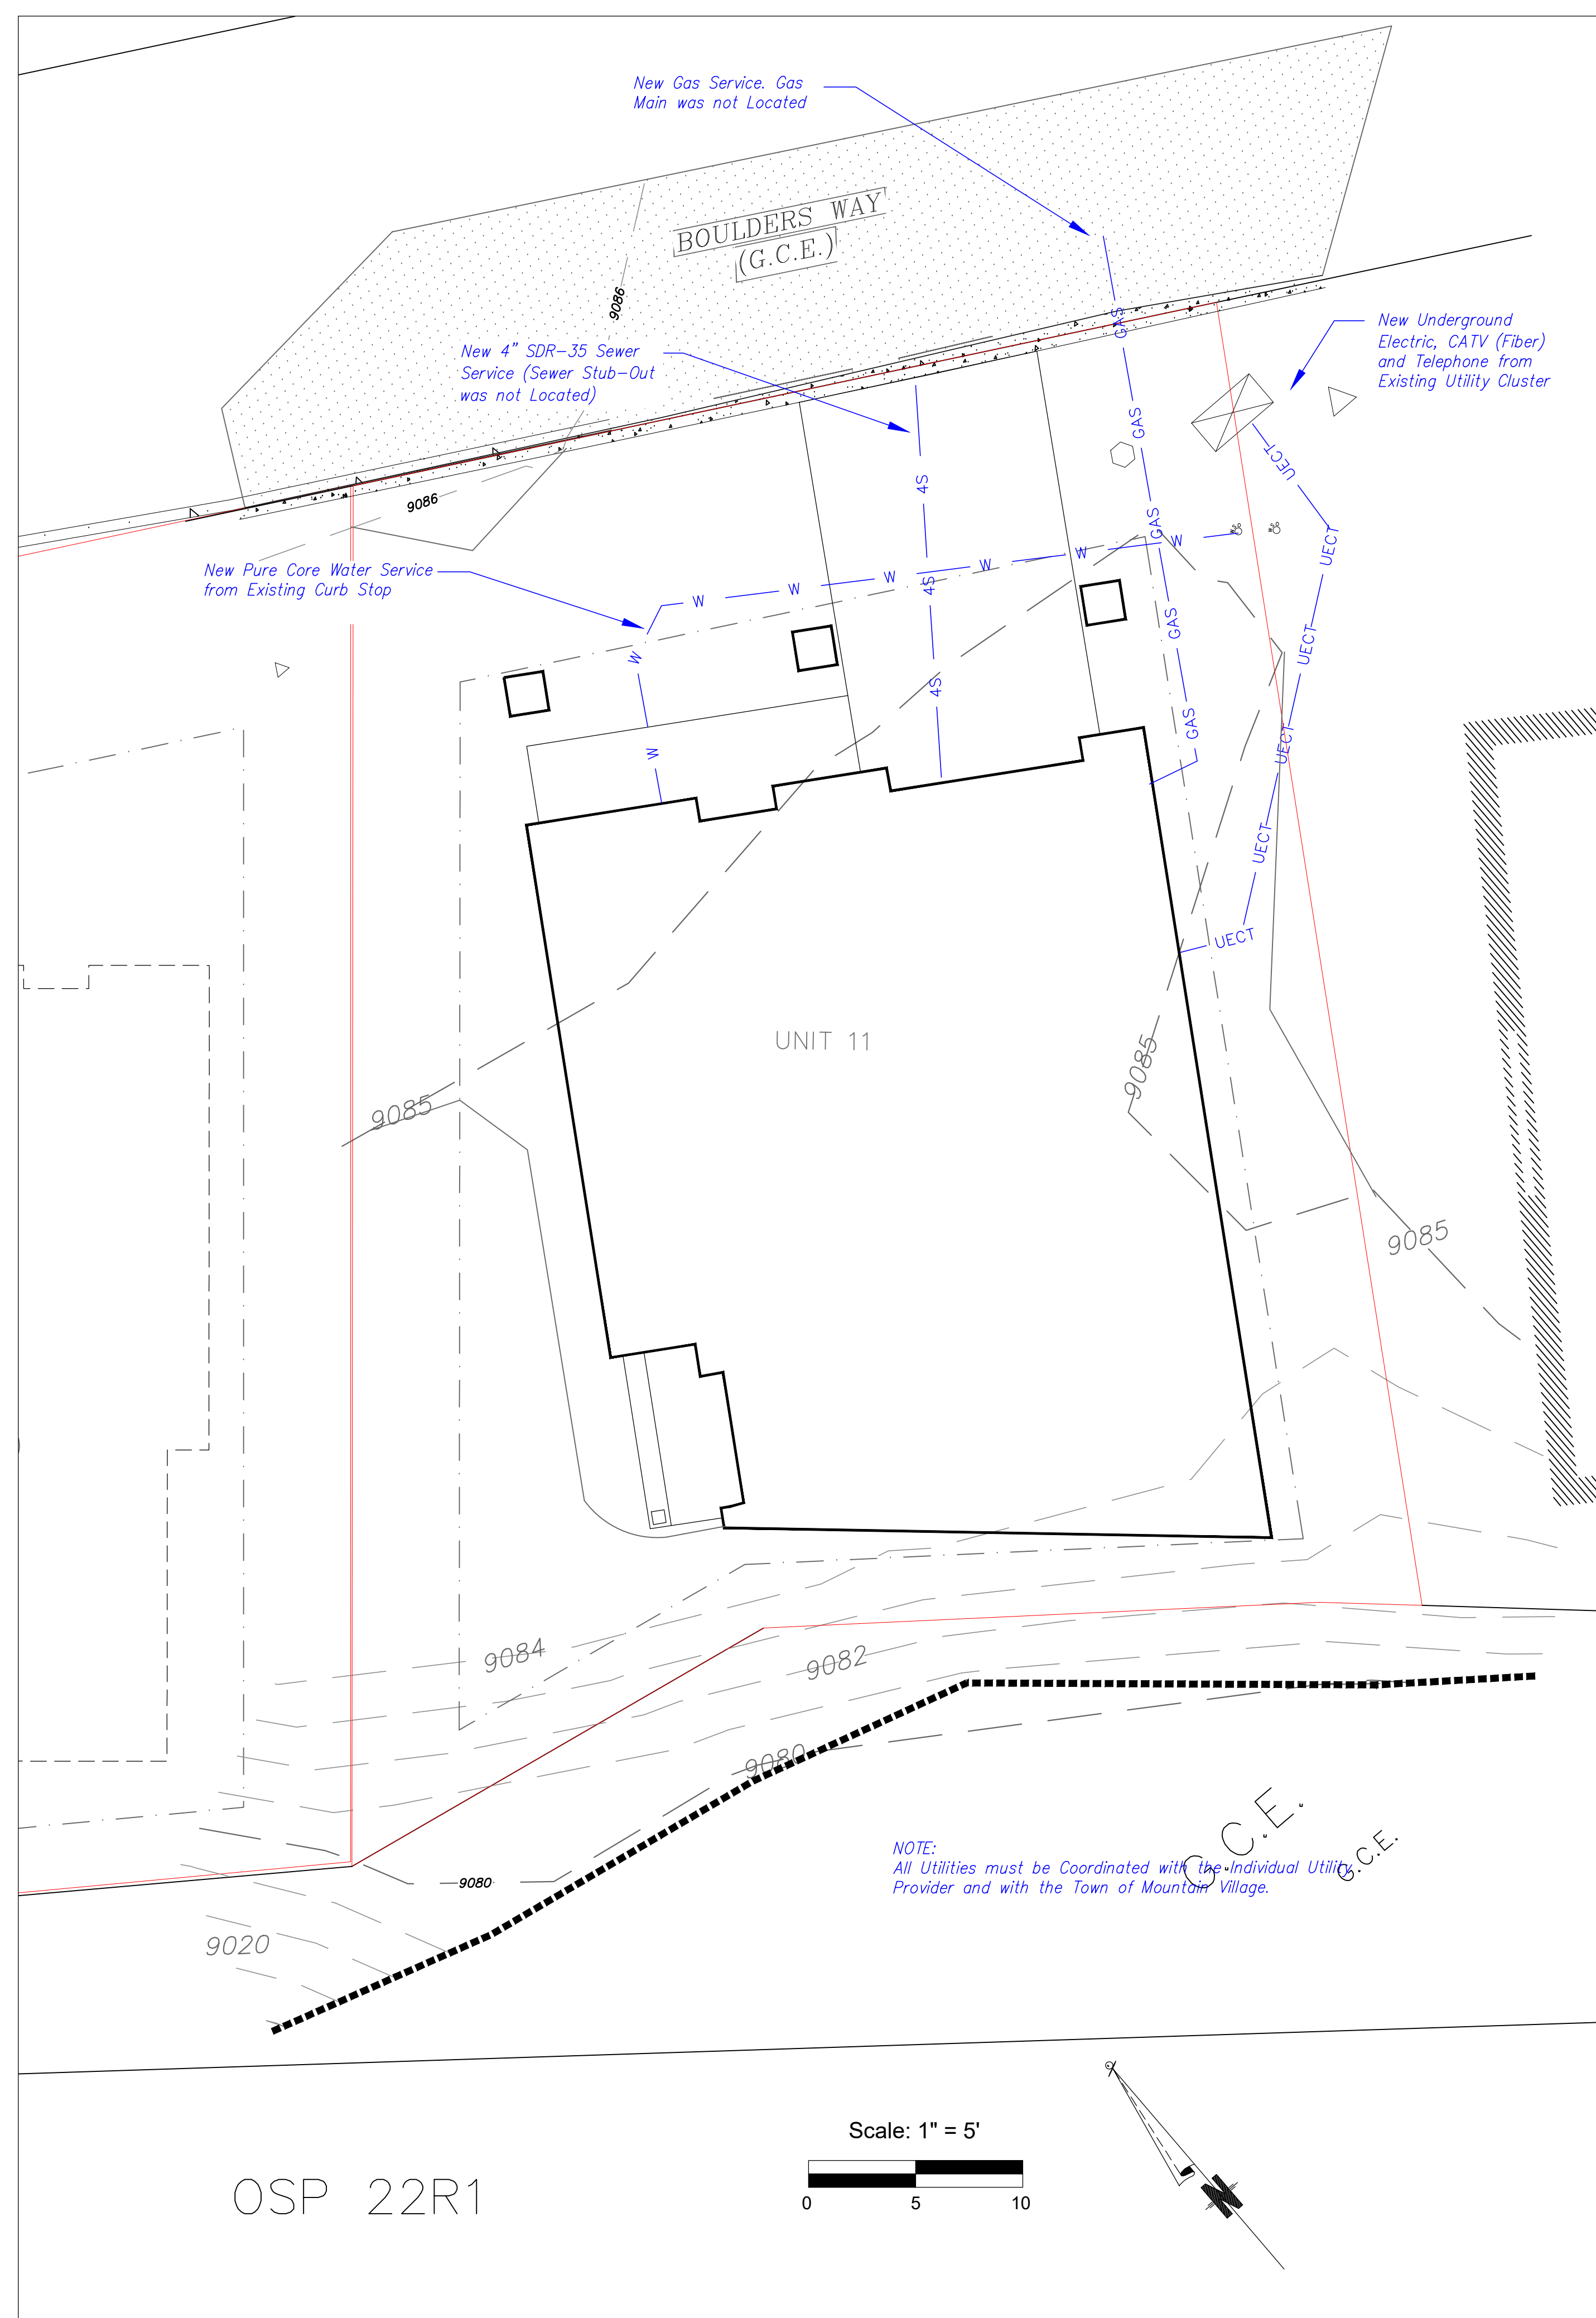 New Gas Service. Gas
Main was not Located
BOULDERS WAY
(G.C.E.)
9086
GAS
New Underground
Electric, CATV (Fiber)
and Telephone from
Existing Utility Cluster
New 4" SDR-35 Sewer
Service (Sewer Stub-Out
was not Located)
GAS
UECT
4S
9086
GAS
W
UECT
New Pure Core Water Service
from Existing Curb Stop
W
W
W
W
W
4S
GAS
UECT
W
4S
GAS
W
UECT
UECT
UECT
UNIT 11
9085
9085
9085
9084
9082
9080
G.C.E.
G.C.E.
NOTE:
All Utilities must be Coordinated with the Individual Utility
Provider and with the Town of Mountain Village.
9080
9020
Scale: 1" = 5'
0 5 10
N
OSP 22R1